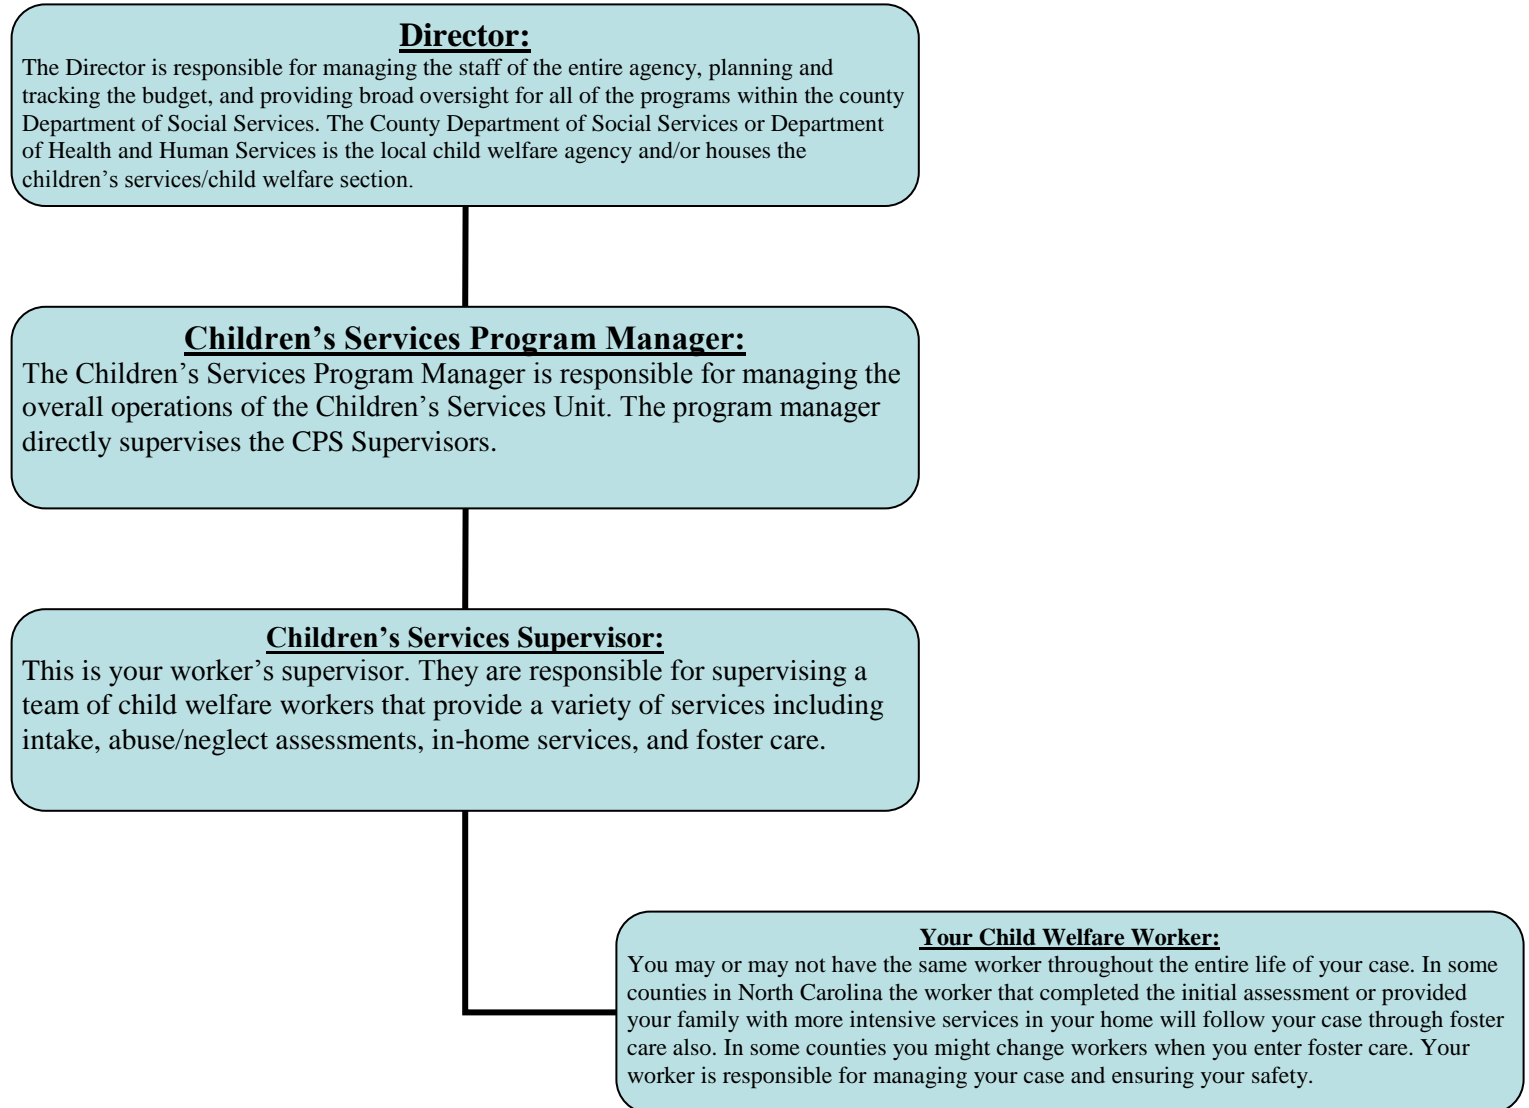 Director:
The Director is responsible for managing the staff of the entire agency, planning and
tracking the budget, and providing broad oversight for all of the programs within the county
Department of Social Services. The County Department of Social Services or Department
of Health and Human Services is the local child welfare agency and/or houses the
children’s services/child welfare section.
Children’s Services Program Manager:
The Children’s Services Program Manager is responsible for managing the
overall operations of the Children’s Services Unit. The program manager
directly supervises the CPS Supervisors.
Children’s Services Supervisor:
This is your worker’s supervisor. They are responsible for supervising a
team of child welfare workers that provide a variety of services including
intake, abuse/neglect assessments, in-home services, and foster care.
Your Child Welfare Worker:
You may or may not have the same worker throughout the entire life of your case. In some
counties in North Carolina the worker that completed the initial assessment or provided
your family with more intensive services in your home will follow your case through foster
care also. In some counties you might change workers when you enter foster care. Your
worker is responsible for managing your case and ensuring your safety.